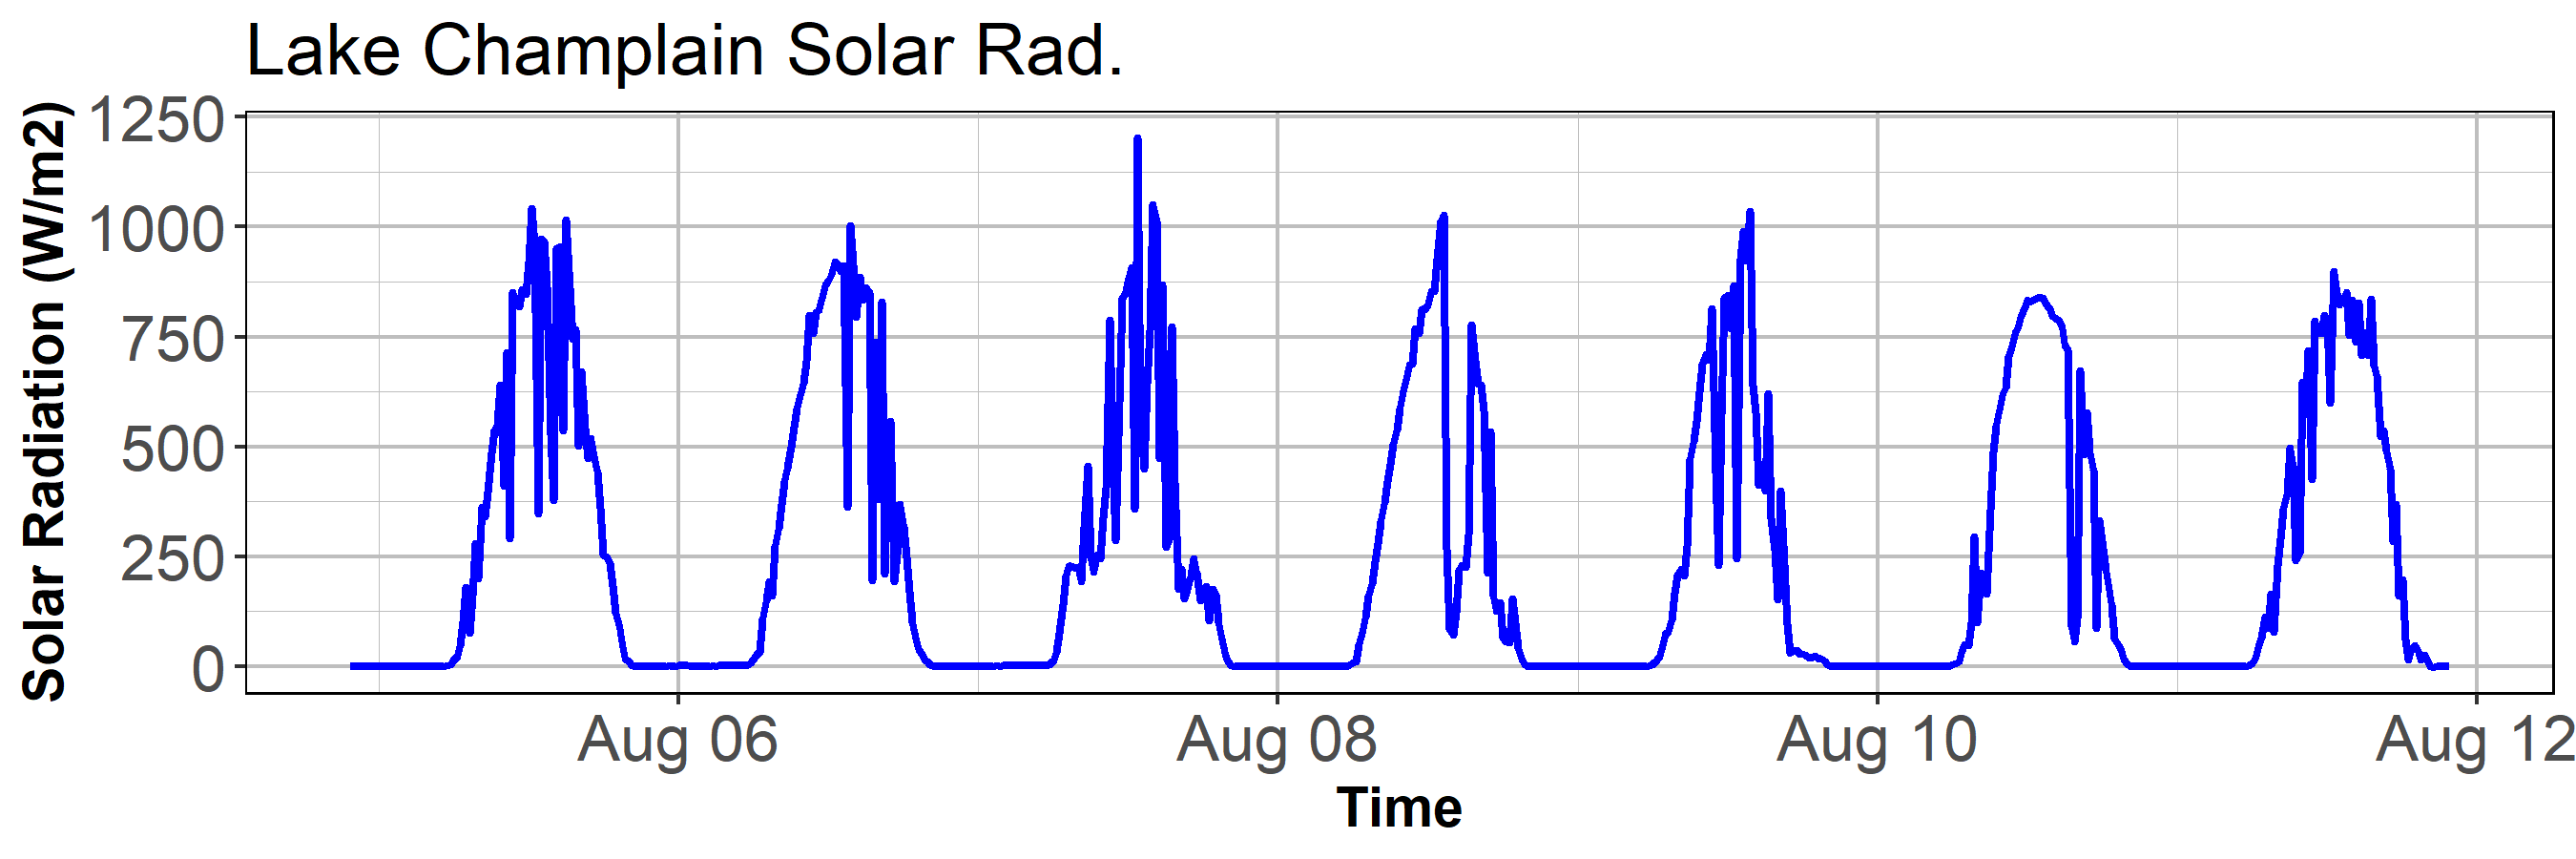 Lake Champlain Solar Rad.
Solar Radiation (W/m2)
1250
1000
750
500
250
0
Aug 06 Aug 08 Aug 10 Aug 12
Time